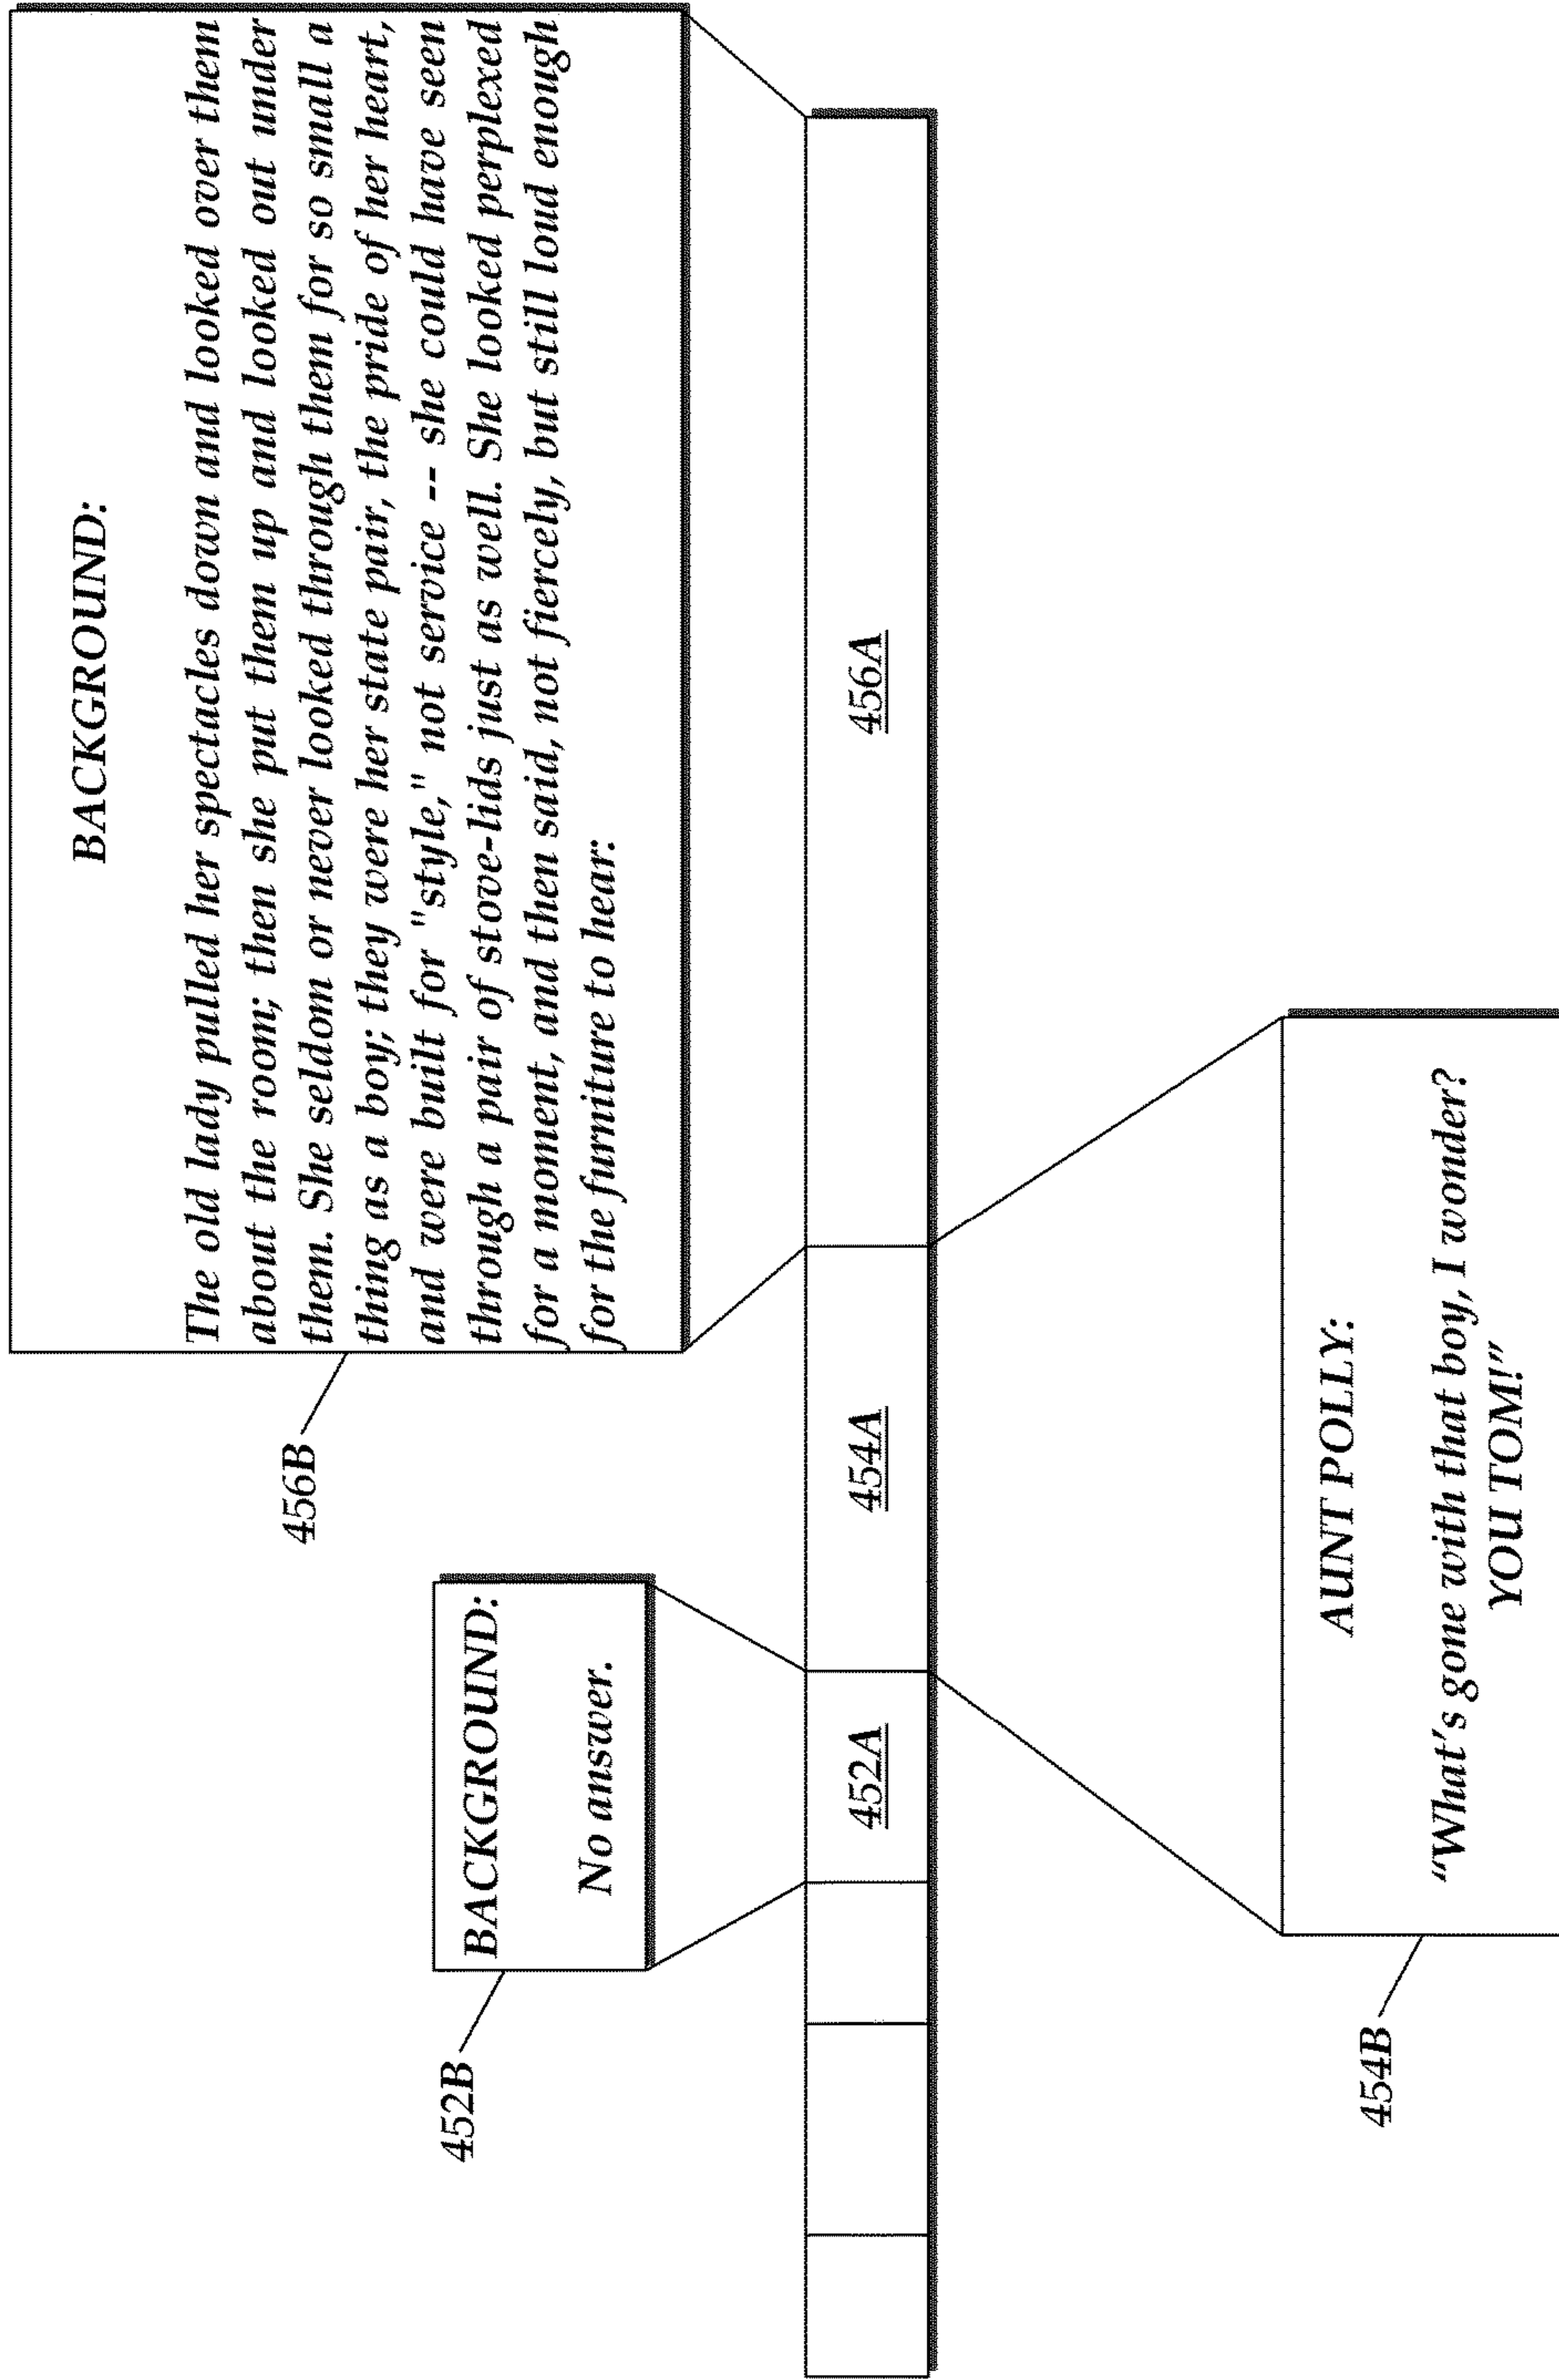 BACKGROUND:
The old lady pulled her spectacles down and looked over them
about the room; then she put them up and looked out under
them. She seldom or never looked through them for so small a
thing as a boy; they were her state pair, the pride of her heart,
and were built for "style," not service -- she could have seen
through a pair of stove-lids just as well. She looked perplexed
for a moment, and then said, not fiercely, but still loud enough
for the furniture to hear:
456B
BACKGROUND:
No answer.
452B
452A
454A
456A
AUNT POLLY:
“What's gone with that boy, I wonder?
YOU TOM!”
454B